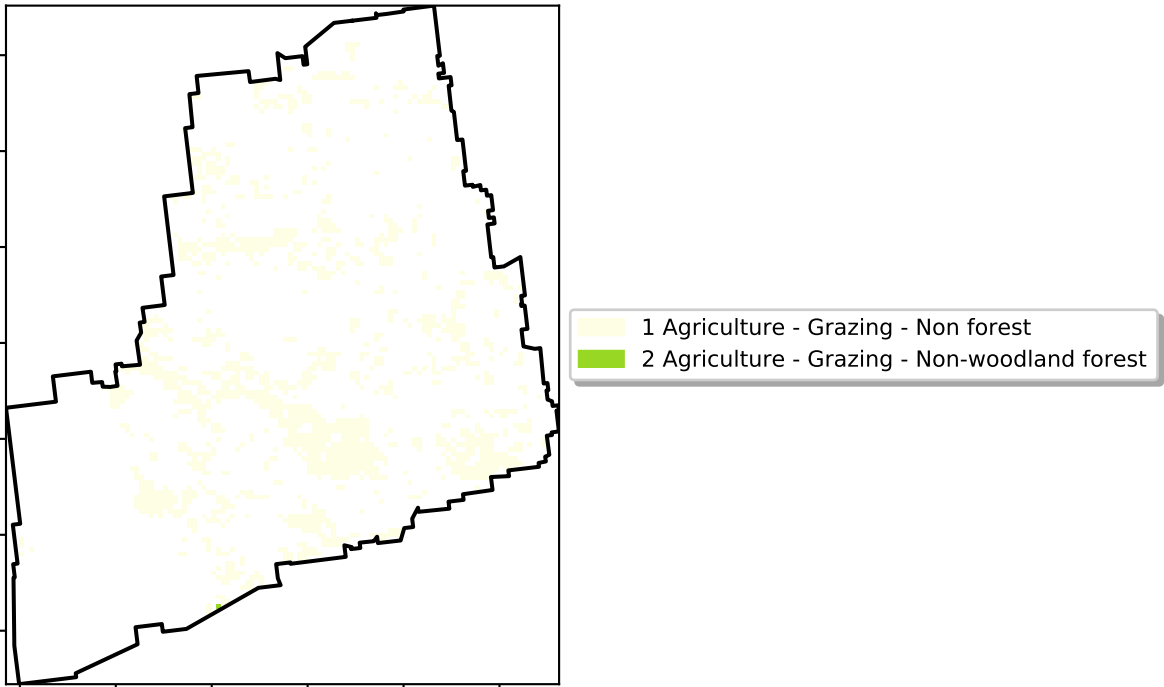 1 Agriculture - Grazing - Non forest
2 Agriculture - Grazing - Non-woodland forest